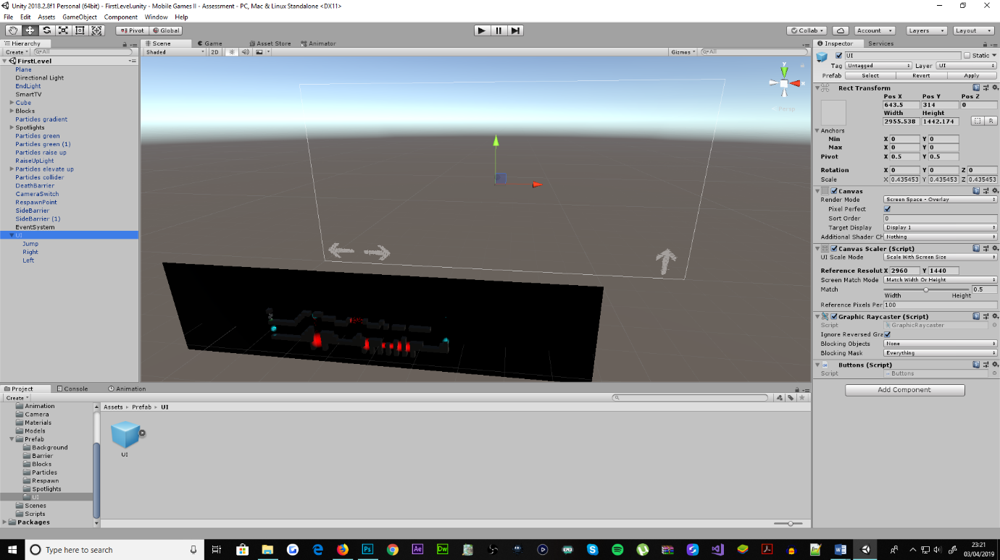 Unity 2018.2.8f1 Personal (64bit) - FirstLevel.unity - Mobile Games II - Assessment - PC, Mac & Linux Standalone <DX11>
File Edit Assets GameObject Component Window Help
Pivot Global Collab Account Layers Layout
Hierarchy
Create All
FirstLevel
Plane
Directional Light
EndLight
SmartTV
Cube
Blocks
Particles gradient
Spotlights
Particles green
Particles green (1)
Particles raise up
RaiseUpLight
Particles elevate up
Particles collider
DeathBarrier
CameraSwitch
RespawnPoint
SideBarrier
SideBarrier (1)
EventSystem
UI
Jump
Right
Left
Scene Game Asset Store Animator
Shaded 2D Gizmos All
y
x
Persp
Inspector Services
UI Static
Tag Untagged Layer UI
Prefab Select Revert Apply
Rect Transform
Pos X Pos Y Pos Z
643.5 314 0
Width Height
2955.538 1442.174 R
Anchors
Min X 0 Y 0
Max X 0 Y 0
Pivot X 0.5 Y 0.5
Rotation X 0 Y 0 Z 0
Scale X 0.435453 Y 0.435453 Z 0.435453
Canvas
Render Mode Screen Space - Overlay
Pixel Perfect
Sort Order 0
Target Display Display 1
Additional Shader Ch Nothing
Canvas Scaler (Script)
UI Scale Mode Scale With Screen Size
Reference Resolut X 2960 Y 1440
Screen Match Mode Match Width Or Height
Match 0.5
Width Height
Reference Pixels Per 100
Graphic Raycaster (Script)
Script GraphicRaycaster
Ignore Reversed Gra
Blocking Objects None
Blocking Mask Everything
Buttons (Script)
Script Buttons
Add Component
Project Console Animation
Create
Animation
Camera
Materials
Models
Prefab
Background
Barrier
Blocks
Particles
Respawn
Spotlights
UI
Scenes
Scripts
Packages
Assets Prefab UI
UI
Type here to search
Ps Ae Dw
23:21
03/04/2019